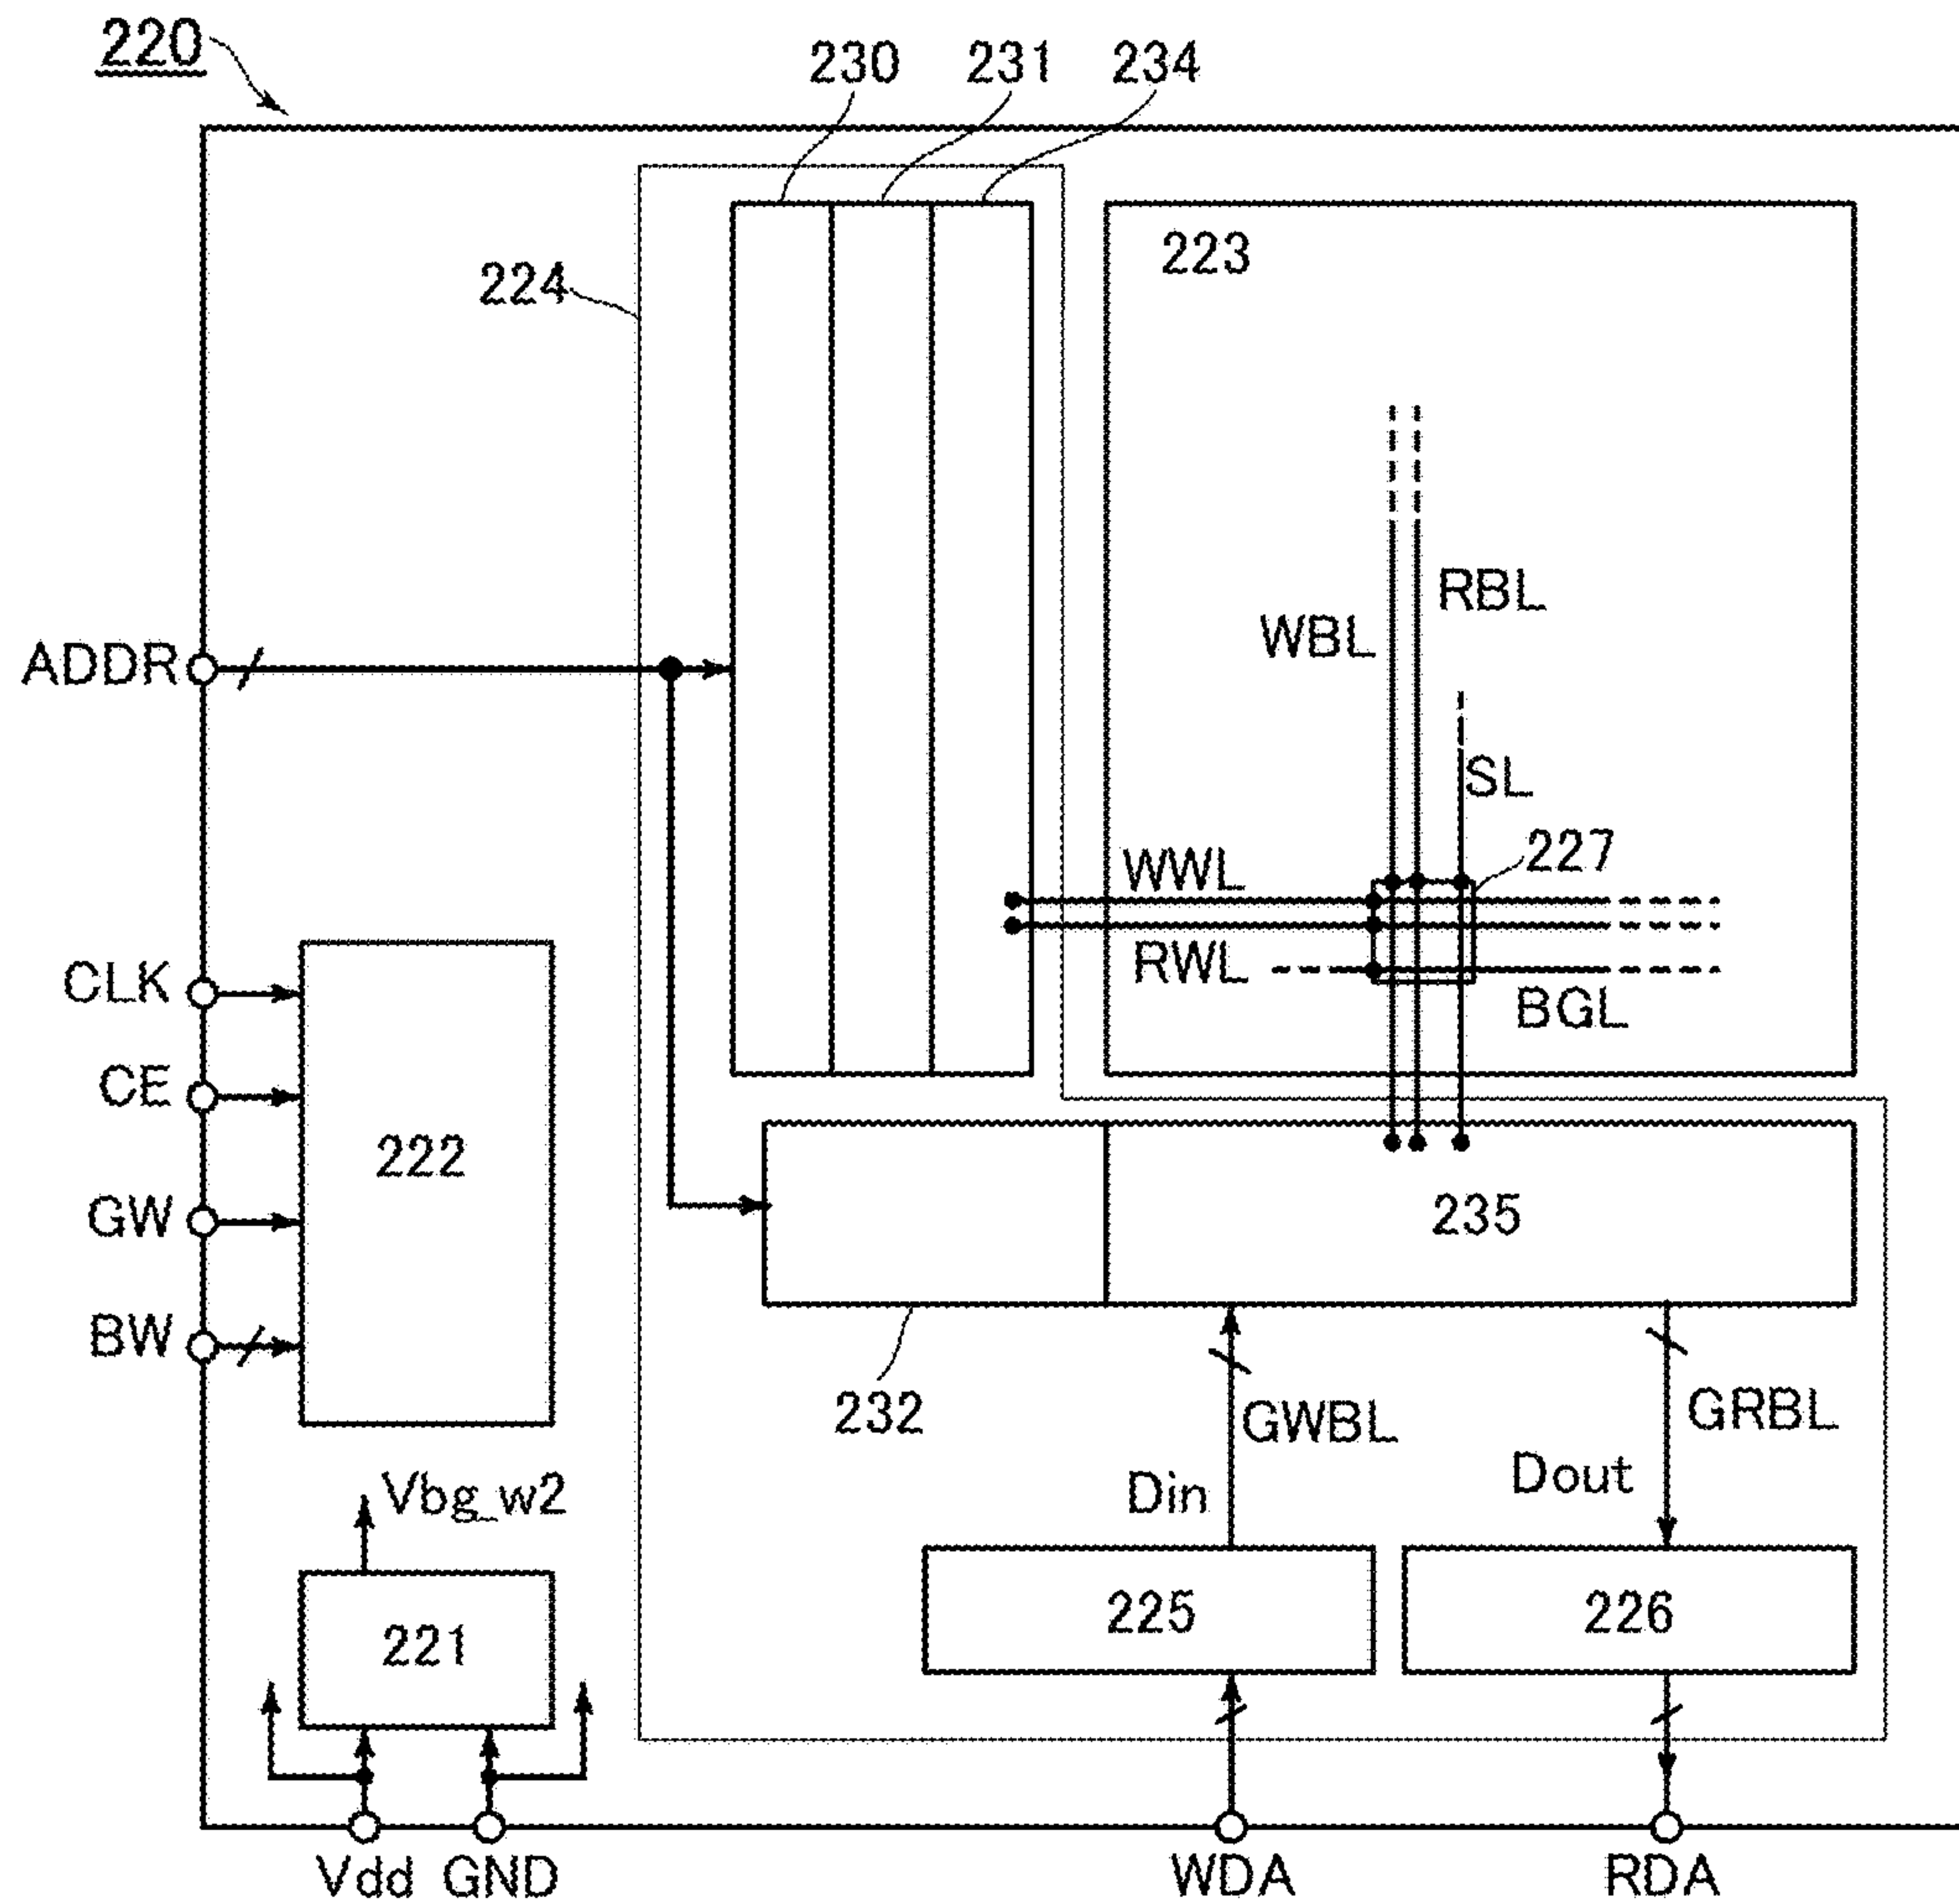 220
230 231 234
223
224
RBL
WBL
ADDR
SL
227
WWL
RWL
BGL
CLK
CE
222
GW
235
BW
232
GWBL
GRBL
Dout
Din
Vbg_w2
225
226
221
Vdd GND
WDA
RDA